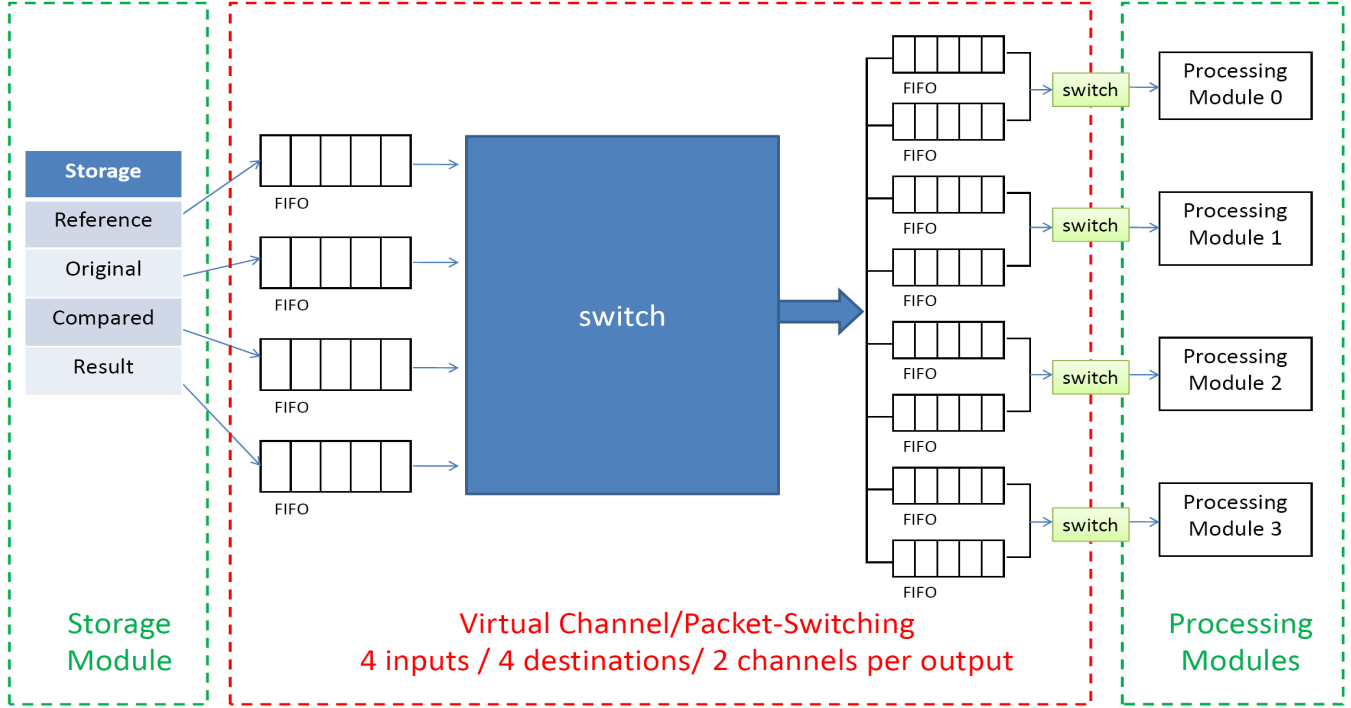 Storage
Reference
Original
Compared
Result
FIFO
FIFO
FIFO
FIFO
switch
FIFO
FIFO
FIFO
FIFO
FIFO
FIFO
FIFO
FIFO
switch
switch
switch
switch
Processing
Module 0
Processing
Module 1
Processing
Module 2
Processing
Module 3
Storage
Module
Virtual Channel/Packet-Switching
4 inputs / 4 destinations/ 2 channels per output
Processing
Modules